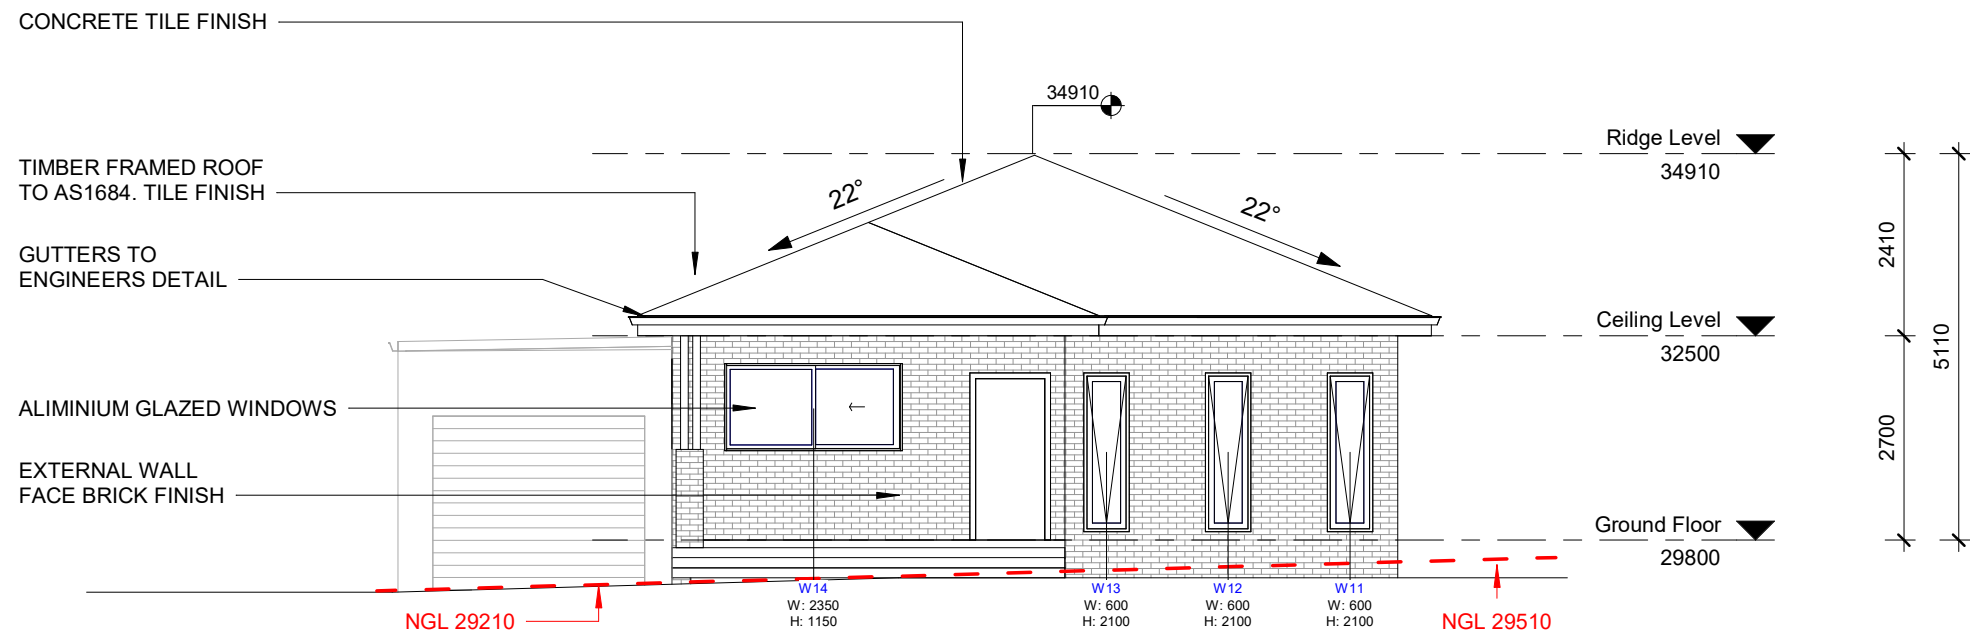 CONCRETE TILE FINISH
34910
Ridge Level
34910
TIMBER FRAMED ROOF
TO AS1684. TILE FINISH
22°
22°
GUTTERS TO
ENGINEERS DETAIL
2410
Ceiling Level
32500
5110
ALIMINIUM GLAZED WINDOWS
2700
EXTERNAL WALL
FACE BRICK FINISH
Ground Floor
29800
W14
W: 2350
H: 1150
W13
W: 600
H: 2100
W12
W: 600
H: 2100
W11
W: 600
H: 2100
NGL 29210
NGL 29510